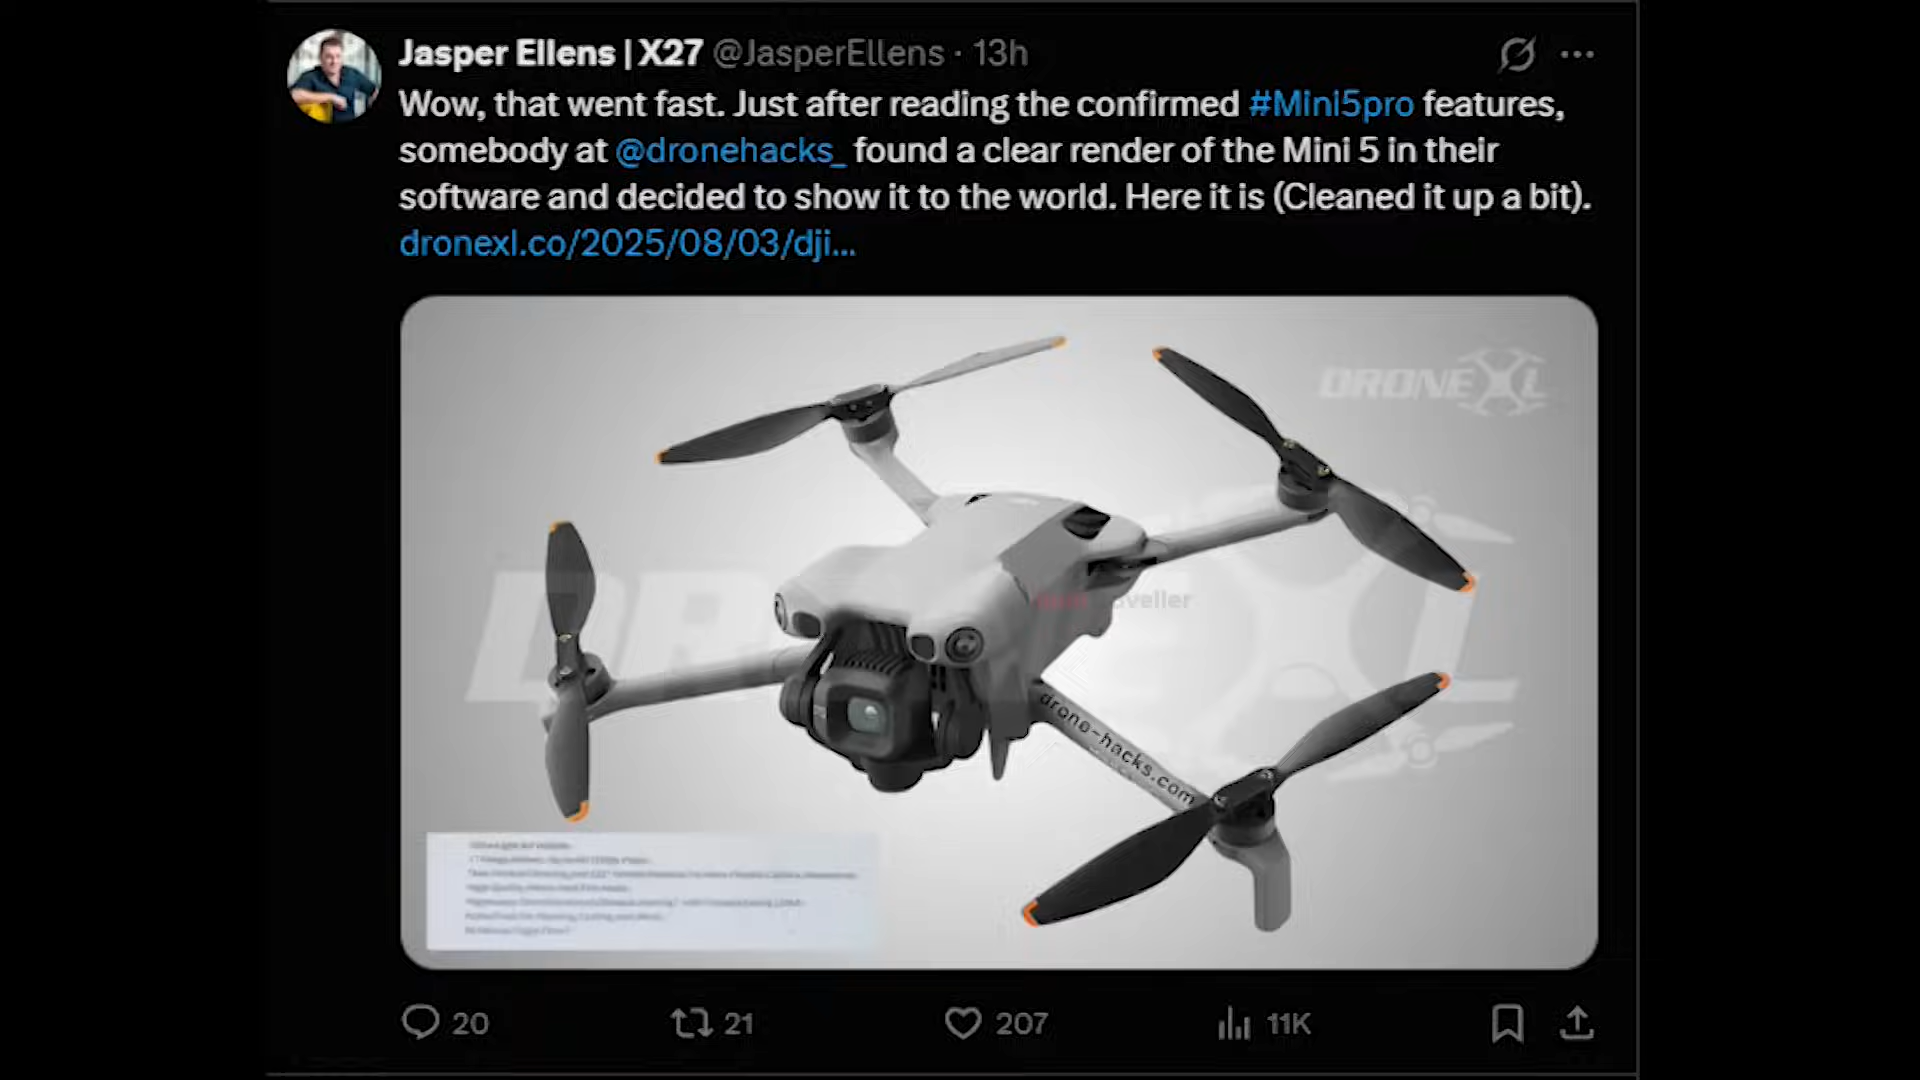 Jasper Ellens | X27 @JasperEllens · 13h
Wow, that went fast. Just after reading the confirmed #Mini5pro features,
somebody at @dronehacks_ found a clear render of the Mini 5 in their
software and decided to show it to the world. Here it is (Cleaned it up a bit).
dronexl.co/2025/08/03/dji...
DRONEXL
DRONEXL
drone-hacks.com
20
21
207
11K